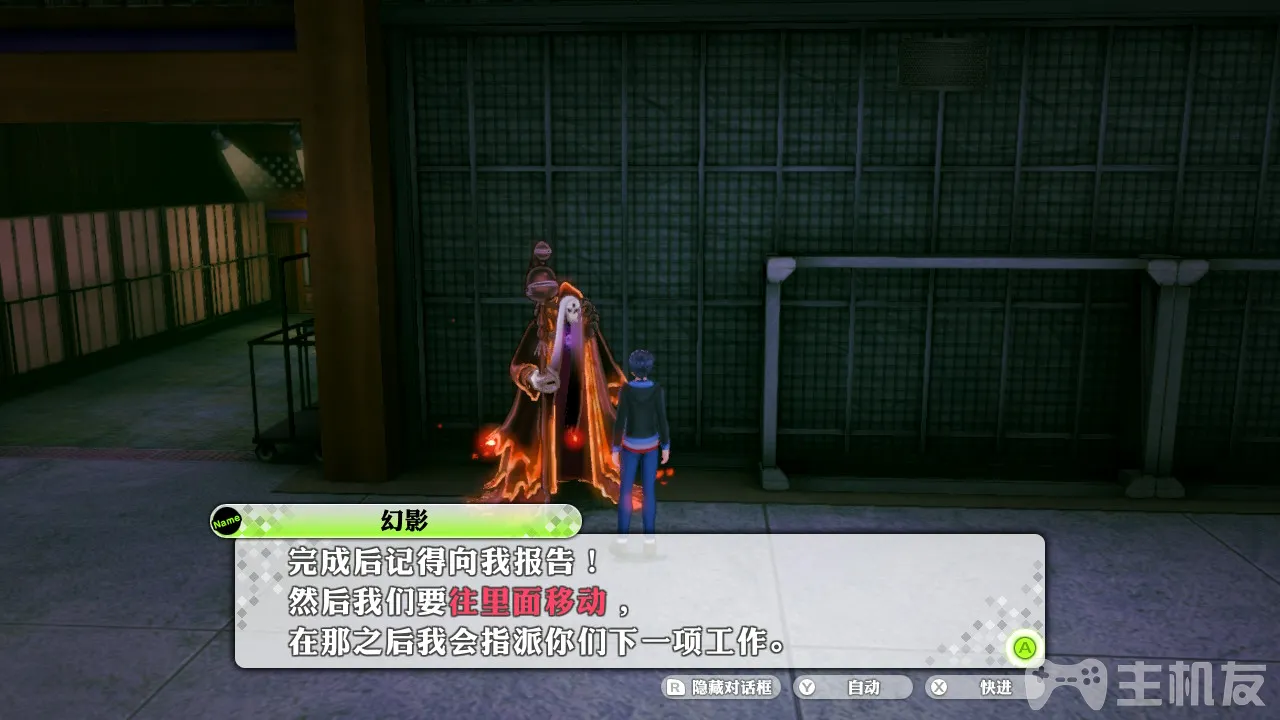 Name 幻影
完成后记得向我报告！
然后我们要往里面移动，
在那之后我会指派你们下一项工作。
A
R 隐藏对话框 Y 自动 X 快进
主机友